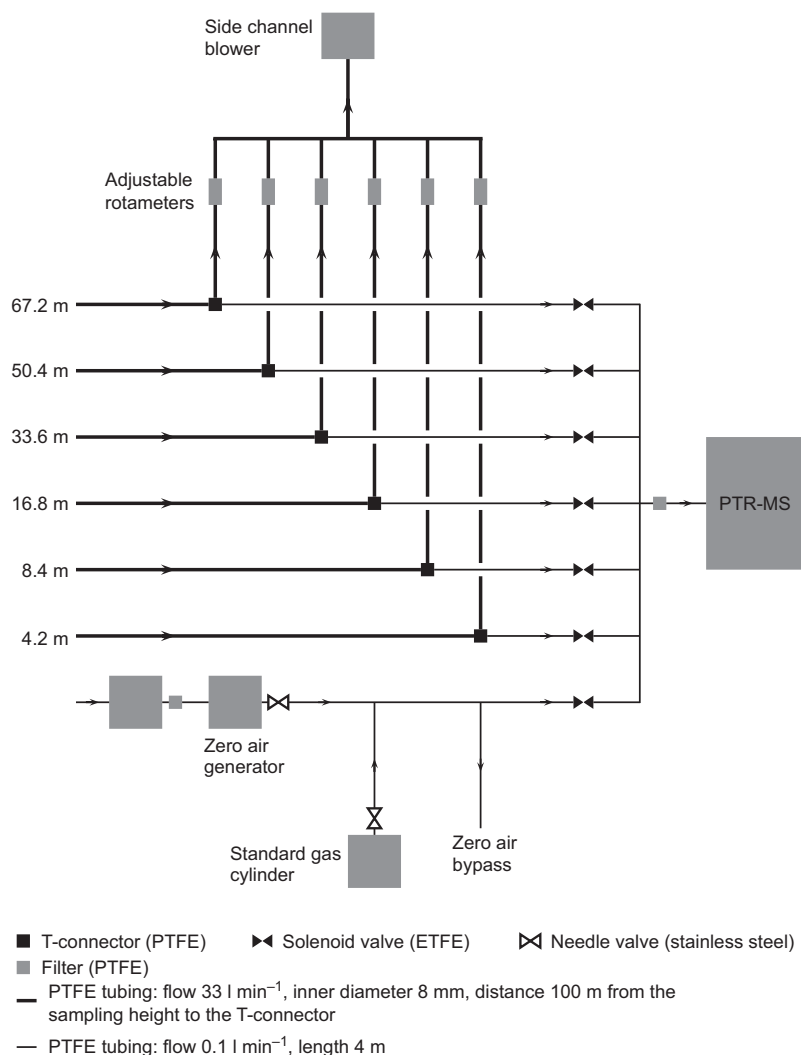 Side channel
blower
Adjustable
rotameters
67.2 m
50.4 m
33.6 m
16.8 m
PTR-MS
8.4 m
4.2 m
Zero air
generator
Standard gas
cylinder
Zero air
bypass
T-connector (PTFE)
Solenoid valve (ETFE)
Needle valve (stainless steel)
Filter (PTFE)
PTFE tubing: flow 33 l min⁻¹, inner diameter 8 mm, distance 100 m from the
sampling height to the T-connector
PTFE tubing: flow 0.1 l min⁻¹, length 4 m